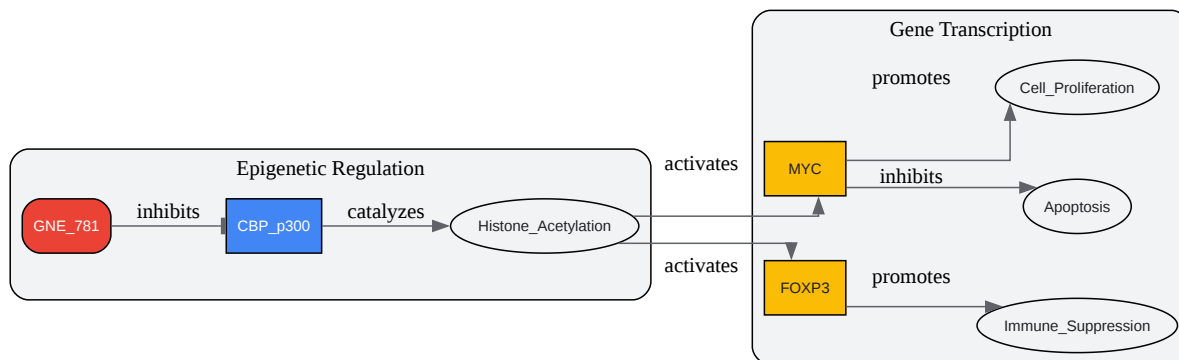 Gene Transcription
promotes
Cell_Proliferation
Epigenetic Regulation
activates
MYC
inhibits
GNE_781
inhibits
CBP_p300
catalyzes
Histone_Acetylation
Apoptosis
activates
FOXP3
promotes
Immune_Suppression